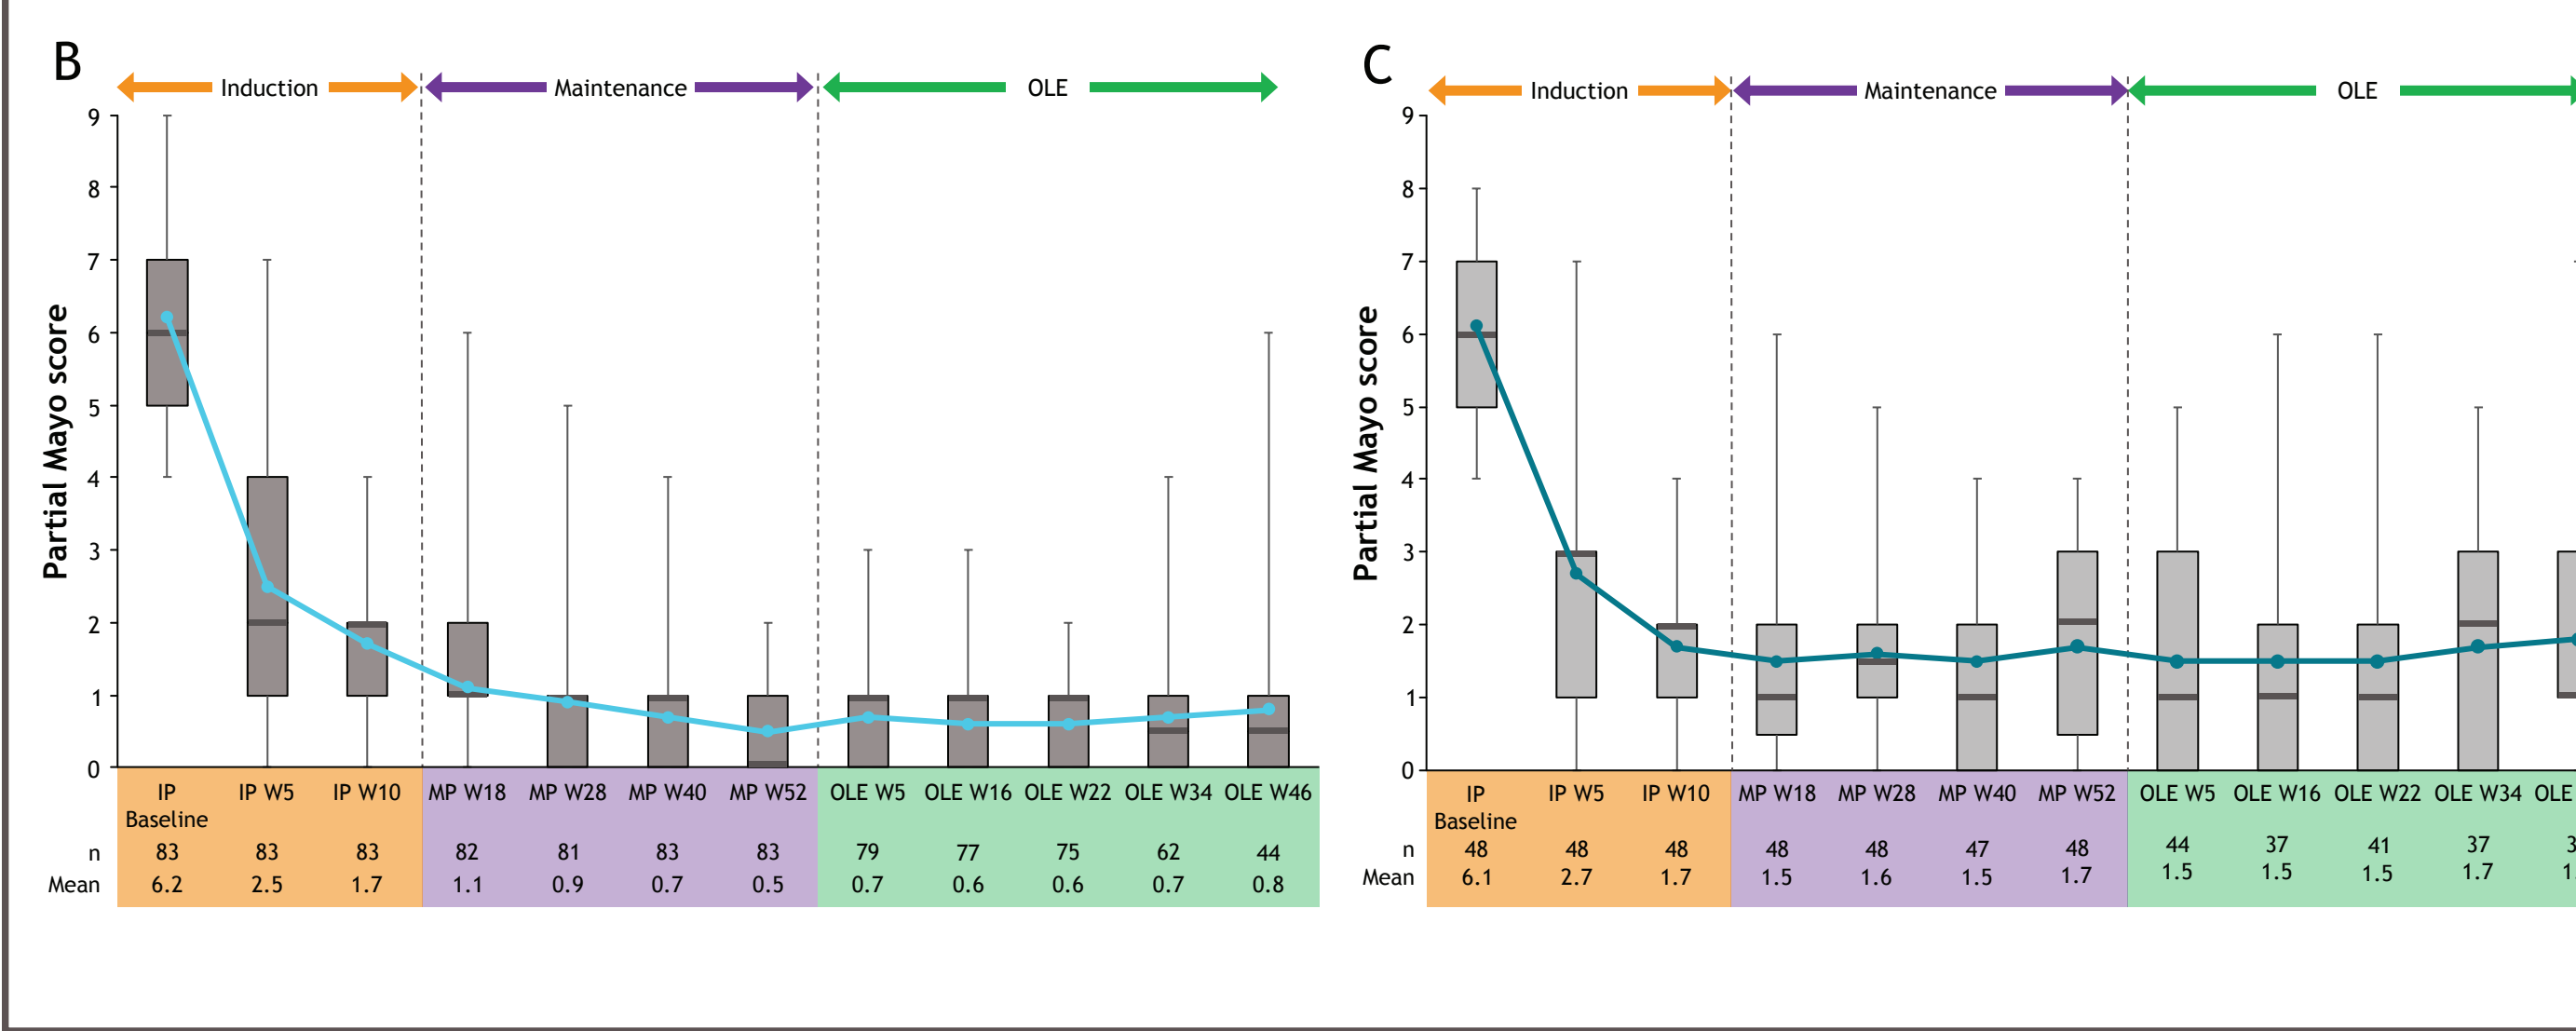 B
Induction
Maintenance
OLE
Partial Mayo score
9
8
7
6
5
4
3
2
1
0
IP Baseline
IP W5
IP W10
MP W18
MP W28
MP W40
MP W52
OLE W5
OLE W16
OLE W22
OLE W34
OLE W46
n 83 83 83 82 81 83 83 79 77 75 62 44
Mean 6.2 2.5 1.7 1.1 0.9 0.7 0.5 0.7 0.6 0.6 0.7 0.8
C
Induction
Maintenance
OLE
Partial Mayo score
9
8
7
6
5
4
3
2
1
0
IP Baseline
IP W5
IP W10
MP W18
MP W28
MP W40
MP W52
OLE W5
OLE W16
OLE W22
OLE W34
OLE
n 48 48 48 48 48 47 48 44 37 41 37
Mean 6.1 2.7 1.7 1.5 1.6 1.5 1.7 1.5 1.5 1.5 1.7